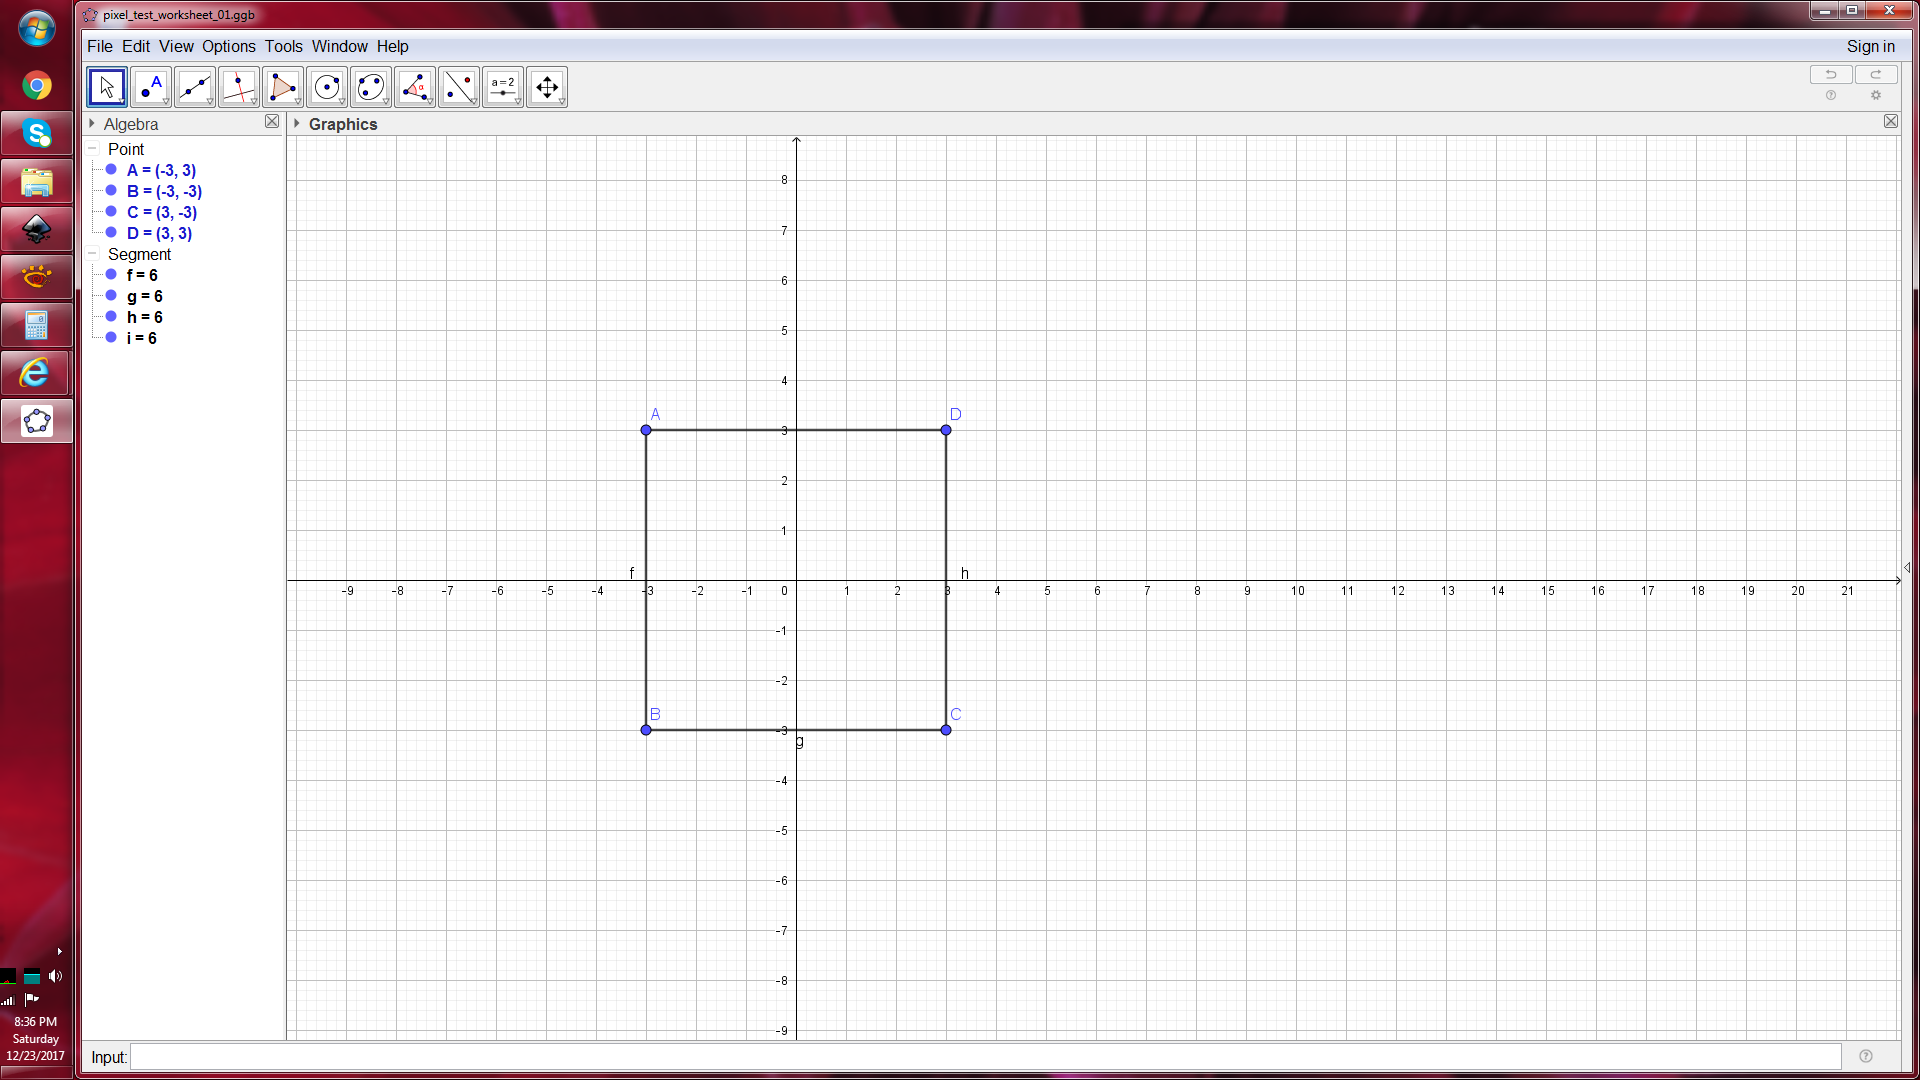 pixel_test_worksheet_01.ggb
File Edit View Options Tools Window Help Sign in
A
α
a=2
Algebra
Graphics
Point
A = (-3, 3)
B = (-3, -3)
C = (3, -3)
D = (3, 3)
Segment
f = 6
g = 6
h = 6
i = 6
8
7
6
5
4
A D
3
2
1
f h
-9 -8 -7 -6 -5 -4 -3 -2 -1 0 1 2 3 4 5 6 7 8 9 10 11 12 13 14 15 16 17 18 19 20 21
-1
-2
B C
-3
g
-4
-5
-6
-7
-8
-9
8:36 PM
Saturday
12/23/2017
Input: